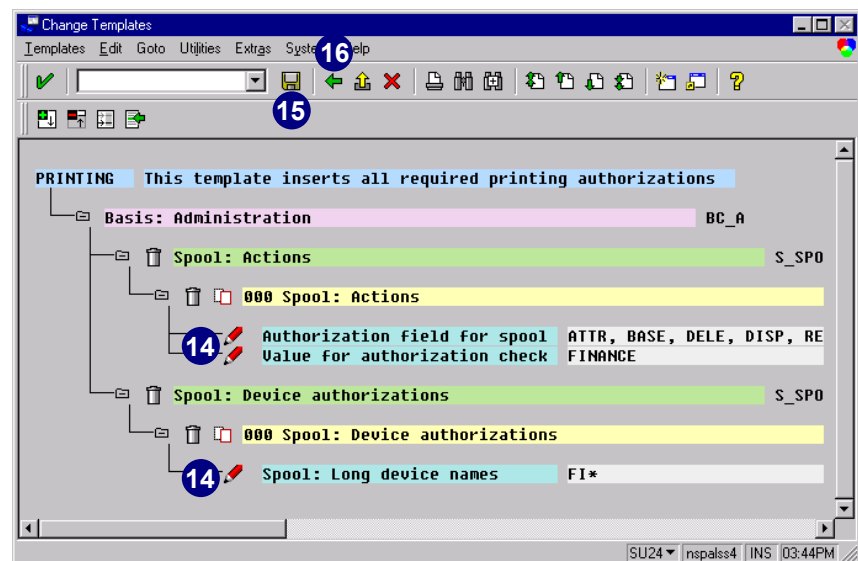 Change Templates
Templates Edit Goto Utilities Extras Syste elp
16
15
PRINTING This template inserts all required printing authorizations
Basis: Administration BC_A
Spool: Actions S_SPO
000 Spool: Actions
14 Authorization field for spool ATTR, BASE, DELE, DISP, RE
Value for authorization check FINANCE
Spool: Device authorizations S_SPO
000 Spool: Device authorizations
14 Spool: Long device names FI*
SU24 nspalss4 INS 03:44PM